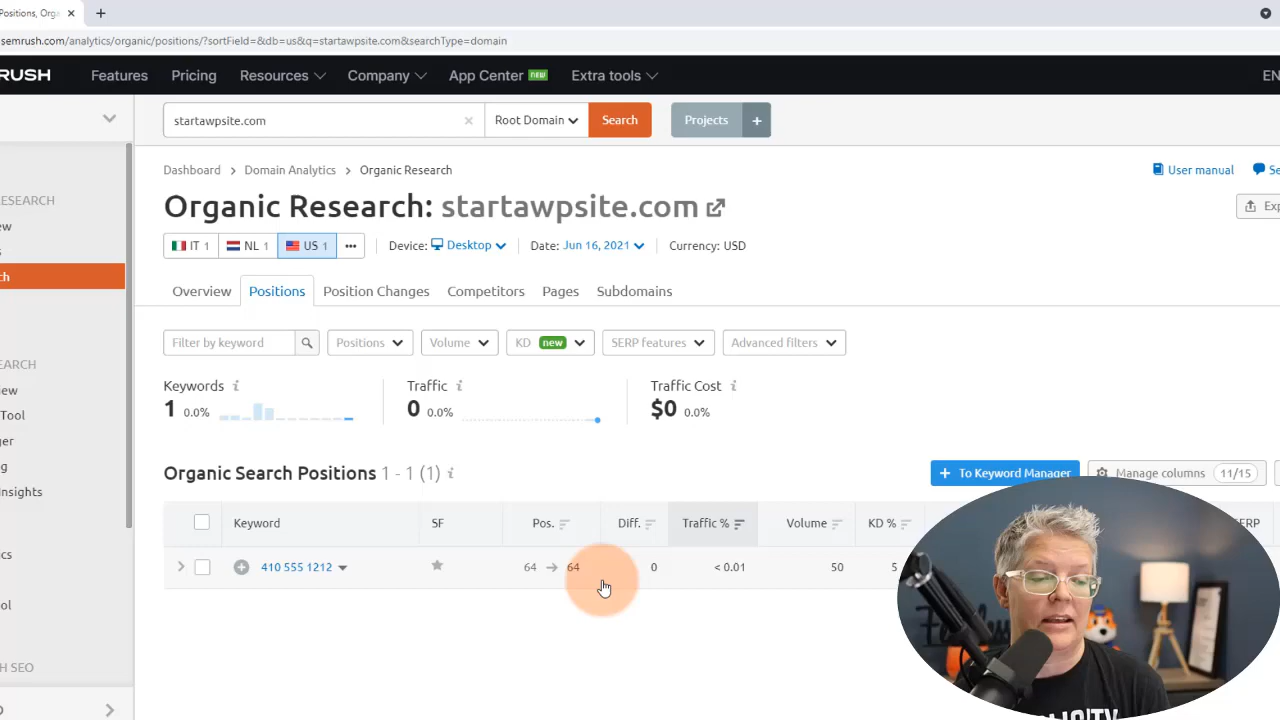 Positions, Orga
semrush.com/analytics/organic/positions/?sortField=&db=us&q=startawpsite.com&searchType=domain
RUSH Features Pricing Resources Company App Center NEW Extra tools EN
startawpsite.com Root Domain Search Projects +
Dashboard > Domain Analytics > Organic Research User manual Se
ESEARCH
Organic Research: startawpsite.com
ew
Exp
IT 1 NL 1 US 1 ••• Device: Desktop Date: Jun 16, 2021 Currency: USD
s
ch
Overview Positions Position Changes Competitors Pages Subdomains
Filter by keyword Positions Volume KD new SERP features Advanced filters
EARCH
Keywords Traffic Traffic Cost
iew
1 0.0% 0 0.0% $0 0.0%
Tool
ger
g
Organic Search Positions 1 - 1 (1) + To Keyword Manager Manage columns 11/15
Insights
Keyword SF Pos. Diff. Traffic % Volume KD % ERP
cs
410 555 1212 64 → 64 0 < 0.01 50 5
ol
H SEO